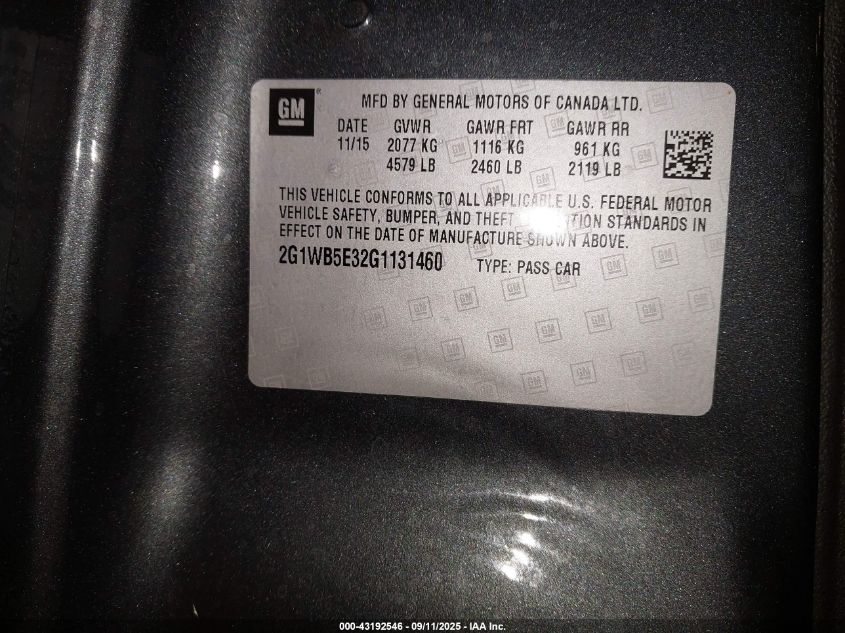 GM ®
MFD BY GENERAL MOTORS OF CANADA LTD.
DATE GVWR GAWR FRT GAWR RR
11/15 2077 KG 1116 KG 961 KG
4579 LB 2460 LB 2119 LB
THIS VEHICLE CONFORMS TO ALL APPLICABLE U.S. FEDERAL MOTOR
VEHICLE SAFETY, BUMPER, AND THEFT STANDARDS IN
EFFECT ON THE DATE OF MANUFACTURE SHOWN ABOVE.
2G1WB5E32G1131460 TYPE: PASS CAR
000-43192546 - 09/11/2025 - IAA Inc.